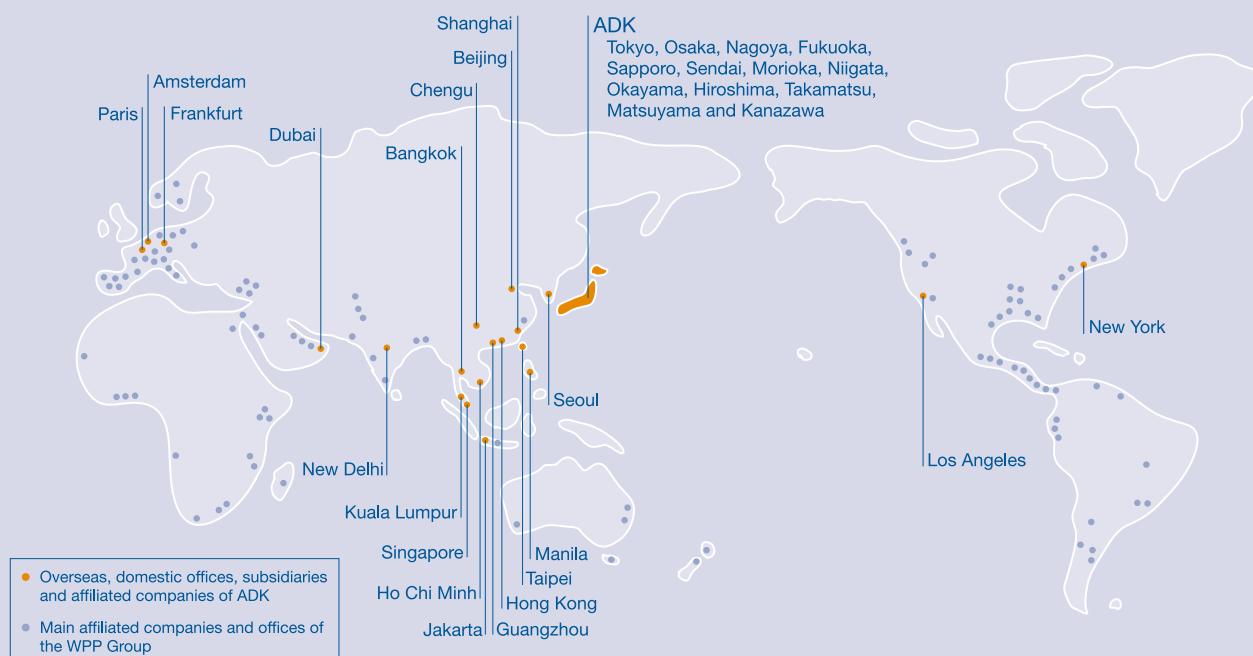 Shanghai
ADK
Tokyo, Osaka, Nagoya, Fukuoka,
Sapporo, Sendai, Morioka, Niigata,
Okayama, Hiroshima, Takamatsu,
Matsuyama and Kanazawa
Beijing
Chengu
Amsterdam
Paris
Frankfurt
Dubai
Bangkok
New York
Seoul
Los Angeles
New Delhi
Kuala Lumpur
Singapore
Manila
Taipei
Ho Chi Minh
Hong Kong
Jakarta
Guangzhou
Overseas, domestic offices, subsidiaries
and affiliated companies of ADK
Main affiliated companies and offices of
the WPP Group